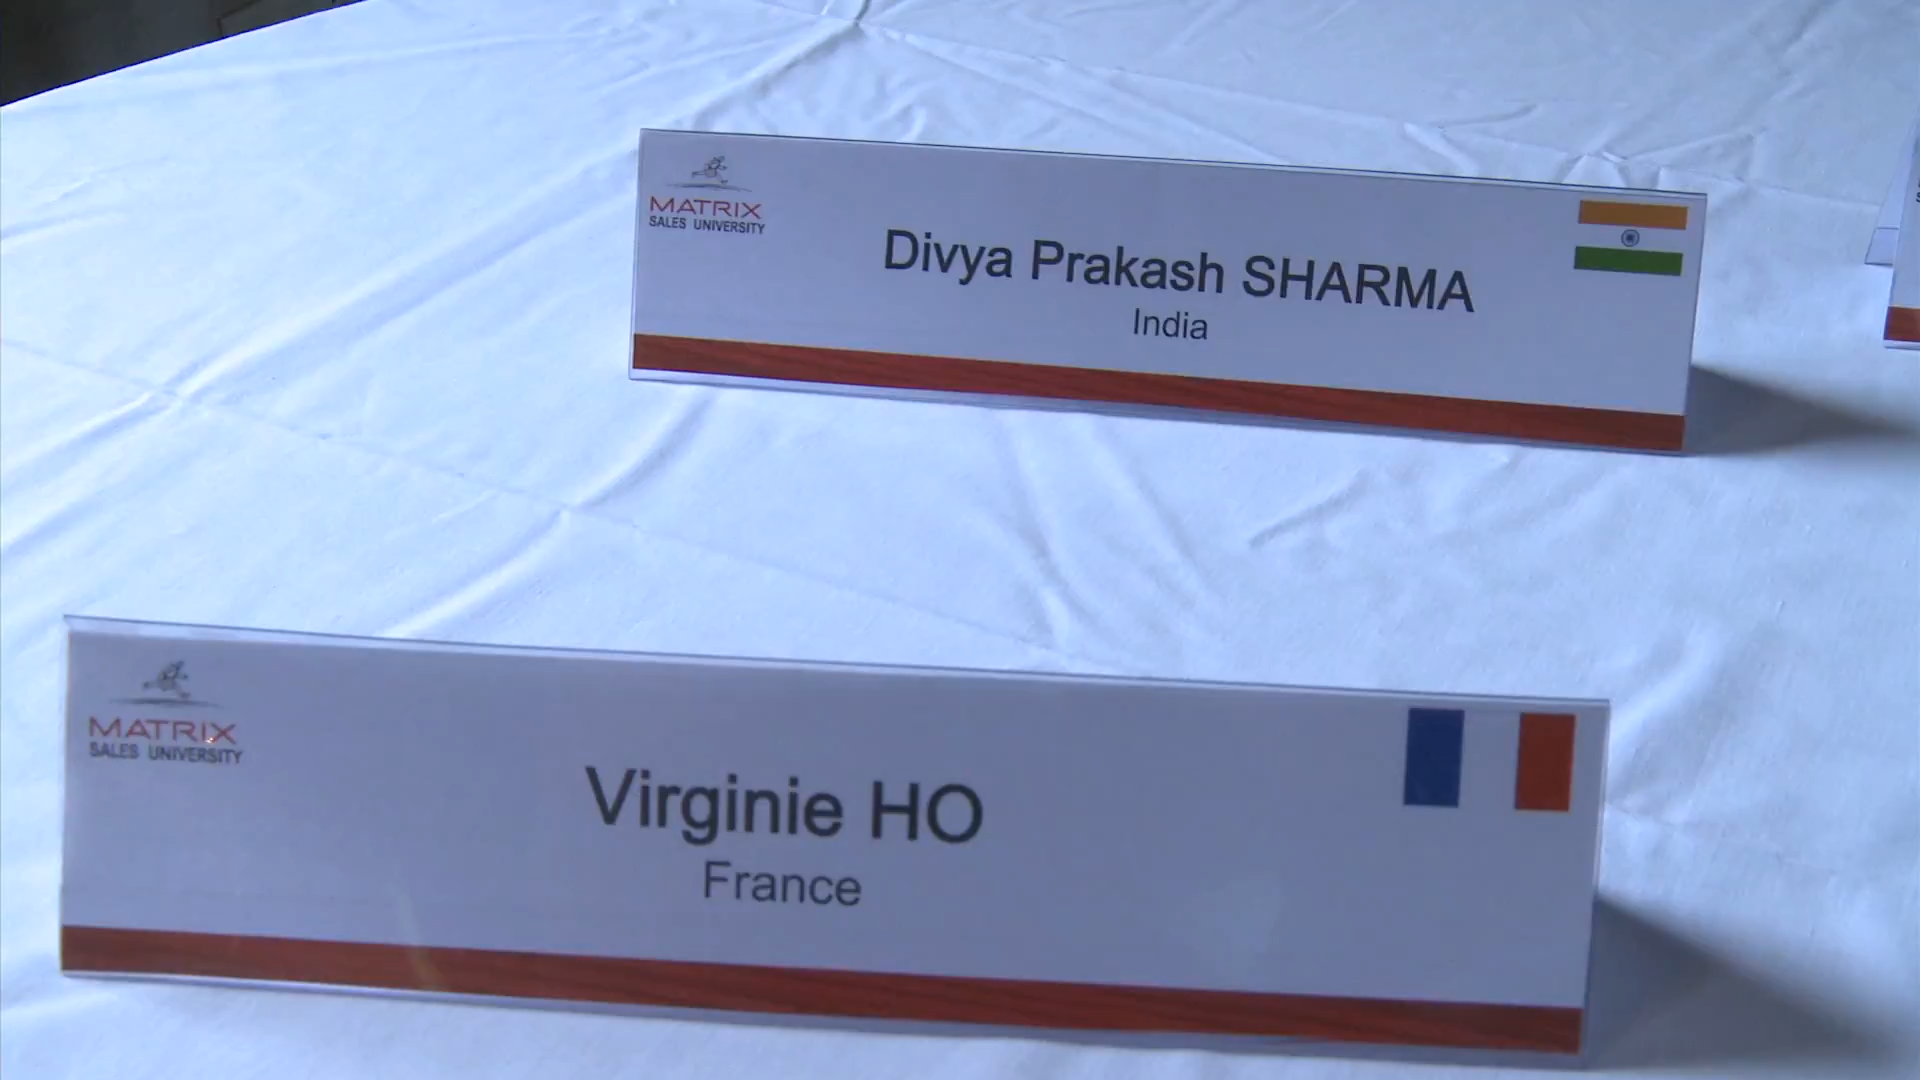 MATRIX
SALES UNIVERSITY
Divya Prakash SHARMA
India
MATRIX
SALES UNIVERSITY
Virginie HO
France